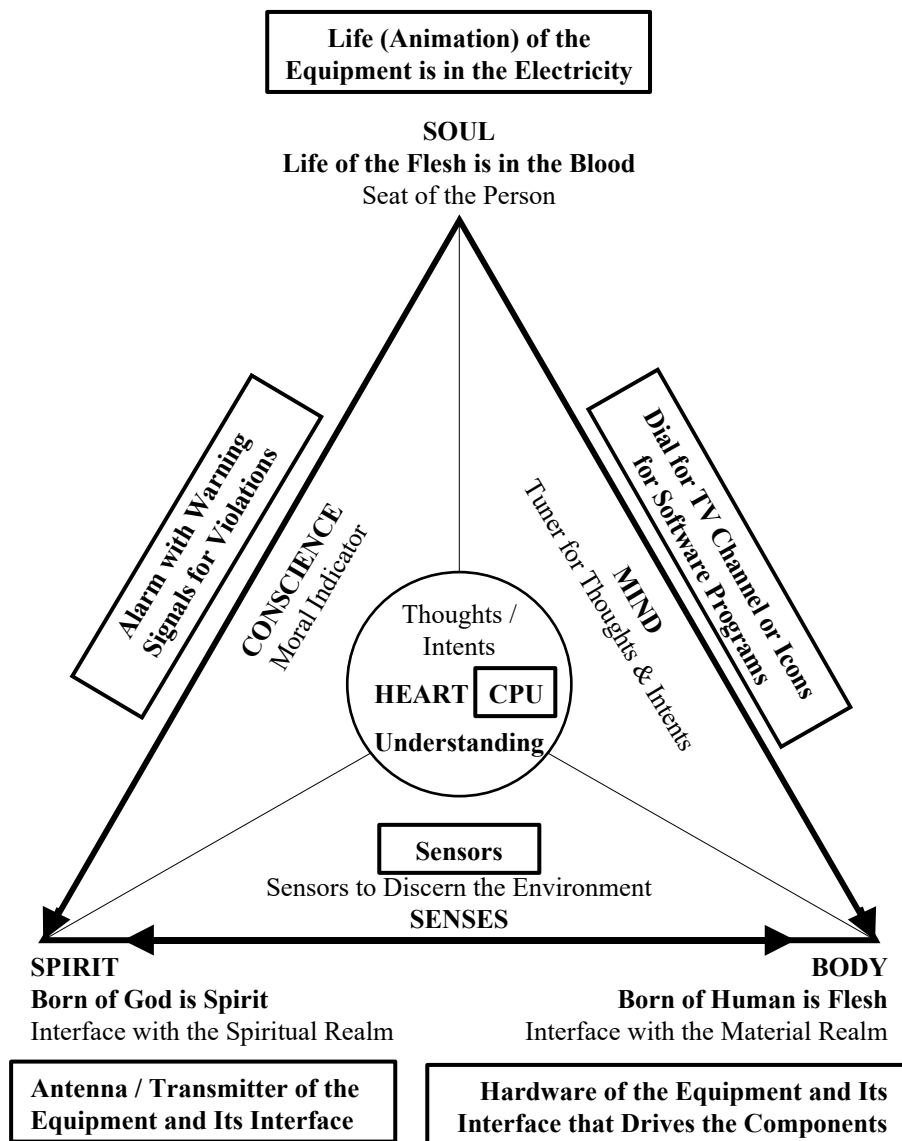 Life (Animation) of the
Equipment is in the Electricity
SOUL
Life of the Flesh is in the Blood
Seat of the Person
Alarm with Warning
Signals for Violations
CONSCIENCE
Moral Indicator
Dial for TV Channel or Icons
for Software Programs
MIND
Tuner for Thoughts & Intents
Thoughts /
Intents
HEART CPU
Understanding
Sensors
Sensors to Discern the Environment
SENSES
SPIRIT
Born of God is Spirit
Interface with the Spiritual Realm
BODY
Born of Human is Flesh
Interface with the Material Realm
Antenna / Transmitter of the
Equipment and Its Interface
Hardware of the Equipment and Its
Interface that Drives the Components